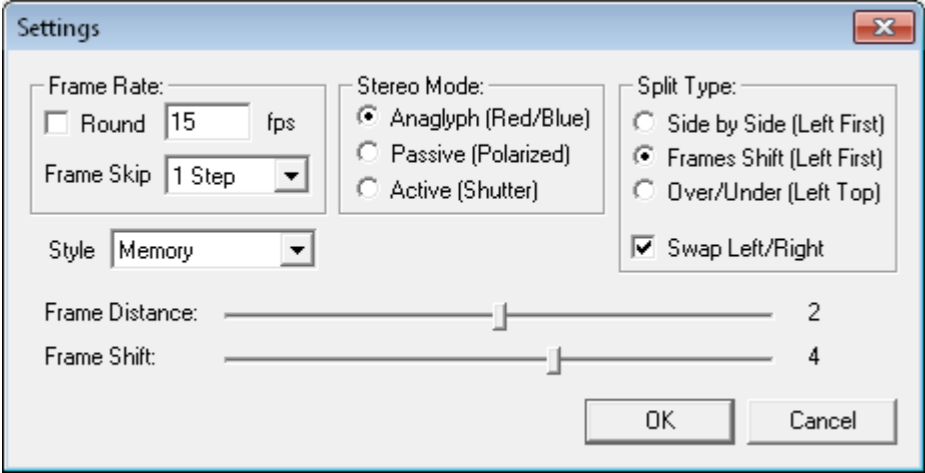 Settings
Frame Rate:
Round 15 fps
Frame Skip 1 Step
Stereo Mode:
Anaglyph (Red/Blue)
Passive (Polarized)
Active (Shutter)
Split Type:
Side by Side (Left First)
Frames Shift (Left First)
Over/Under (Left Top)
Swap Left/Right
Style Memory
Frame Distance: 2
Frame Shift: 4
OK Cancel